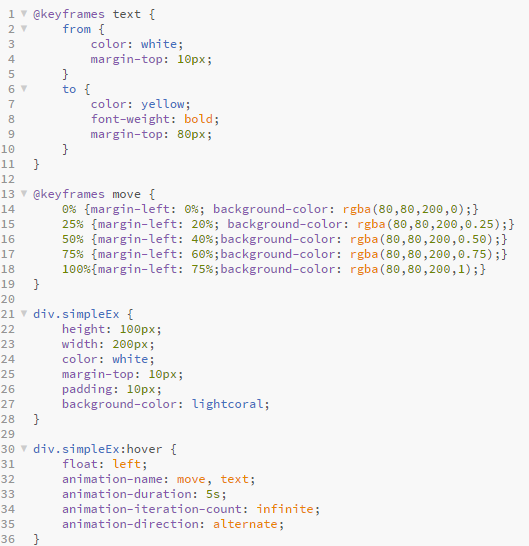 1 @keyframes text {
2     from {
3         color: white;
4         margin-top: 10px;
5     }
6     to {
7         color: yellow;
8         font-weight: bold;
9         margin-top: 80px;
10     }
11 }
12
13 @keyframes move {
14     0% {margin-left: 0%; background-color: rgba(80,80,200,0);}
15     25% {margin-left: 20%; background-color: rgba(80,80,200,0.25);}
16     50% {margin-left: 40%;background-color: rgba(80,80,200,0.50);}
17     75% {margin-left: 60%;background-color: rgba(80,80,200,0.75);}
18     100%{margin-left: 75%;background-color: rgba(80,80,200,1);}
19 }
20
21 div.simpleEx {
22     height: 100px;
23     width: 200px;
24     color: white;
25     margin-top: 10px;
26     padding: 10px;
27     background-color: lightcoral;
28 }
29
30 div.simpleEx:hover {
31     float: left;
32     animation-name: move, text;
33     animation-duration: 5s;
34     animation-iteration-count: infinite;
35     animation-direction: alternate;
36 }